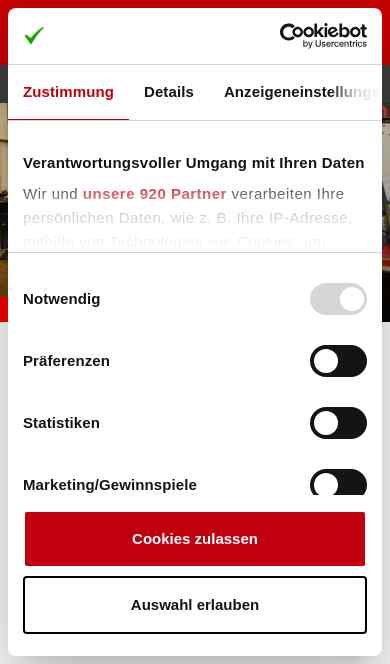 Cookiebot
by Usercentrics
Zustimmung Details Anzeigeneinstellunge
Verantwortungsvoller Umgang mit Ihren Daten
Wir und unsere 920 Partner verarbeiten Ihre
persönlichen Daten, wie z. B. Ihre IP-Adresse,
mithilfe von Technologien wie Cookies, um
Notwendig
Präferenzen
Statistiken
Marketing/Gewinnspiele
Cookies zulassen
Auswahl erlauben